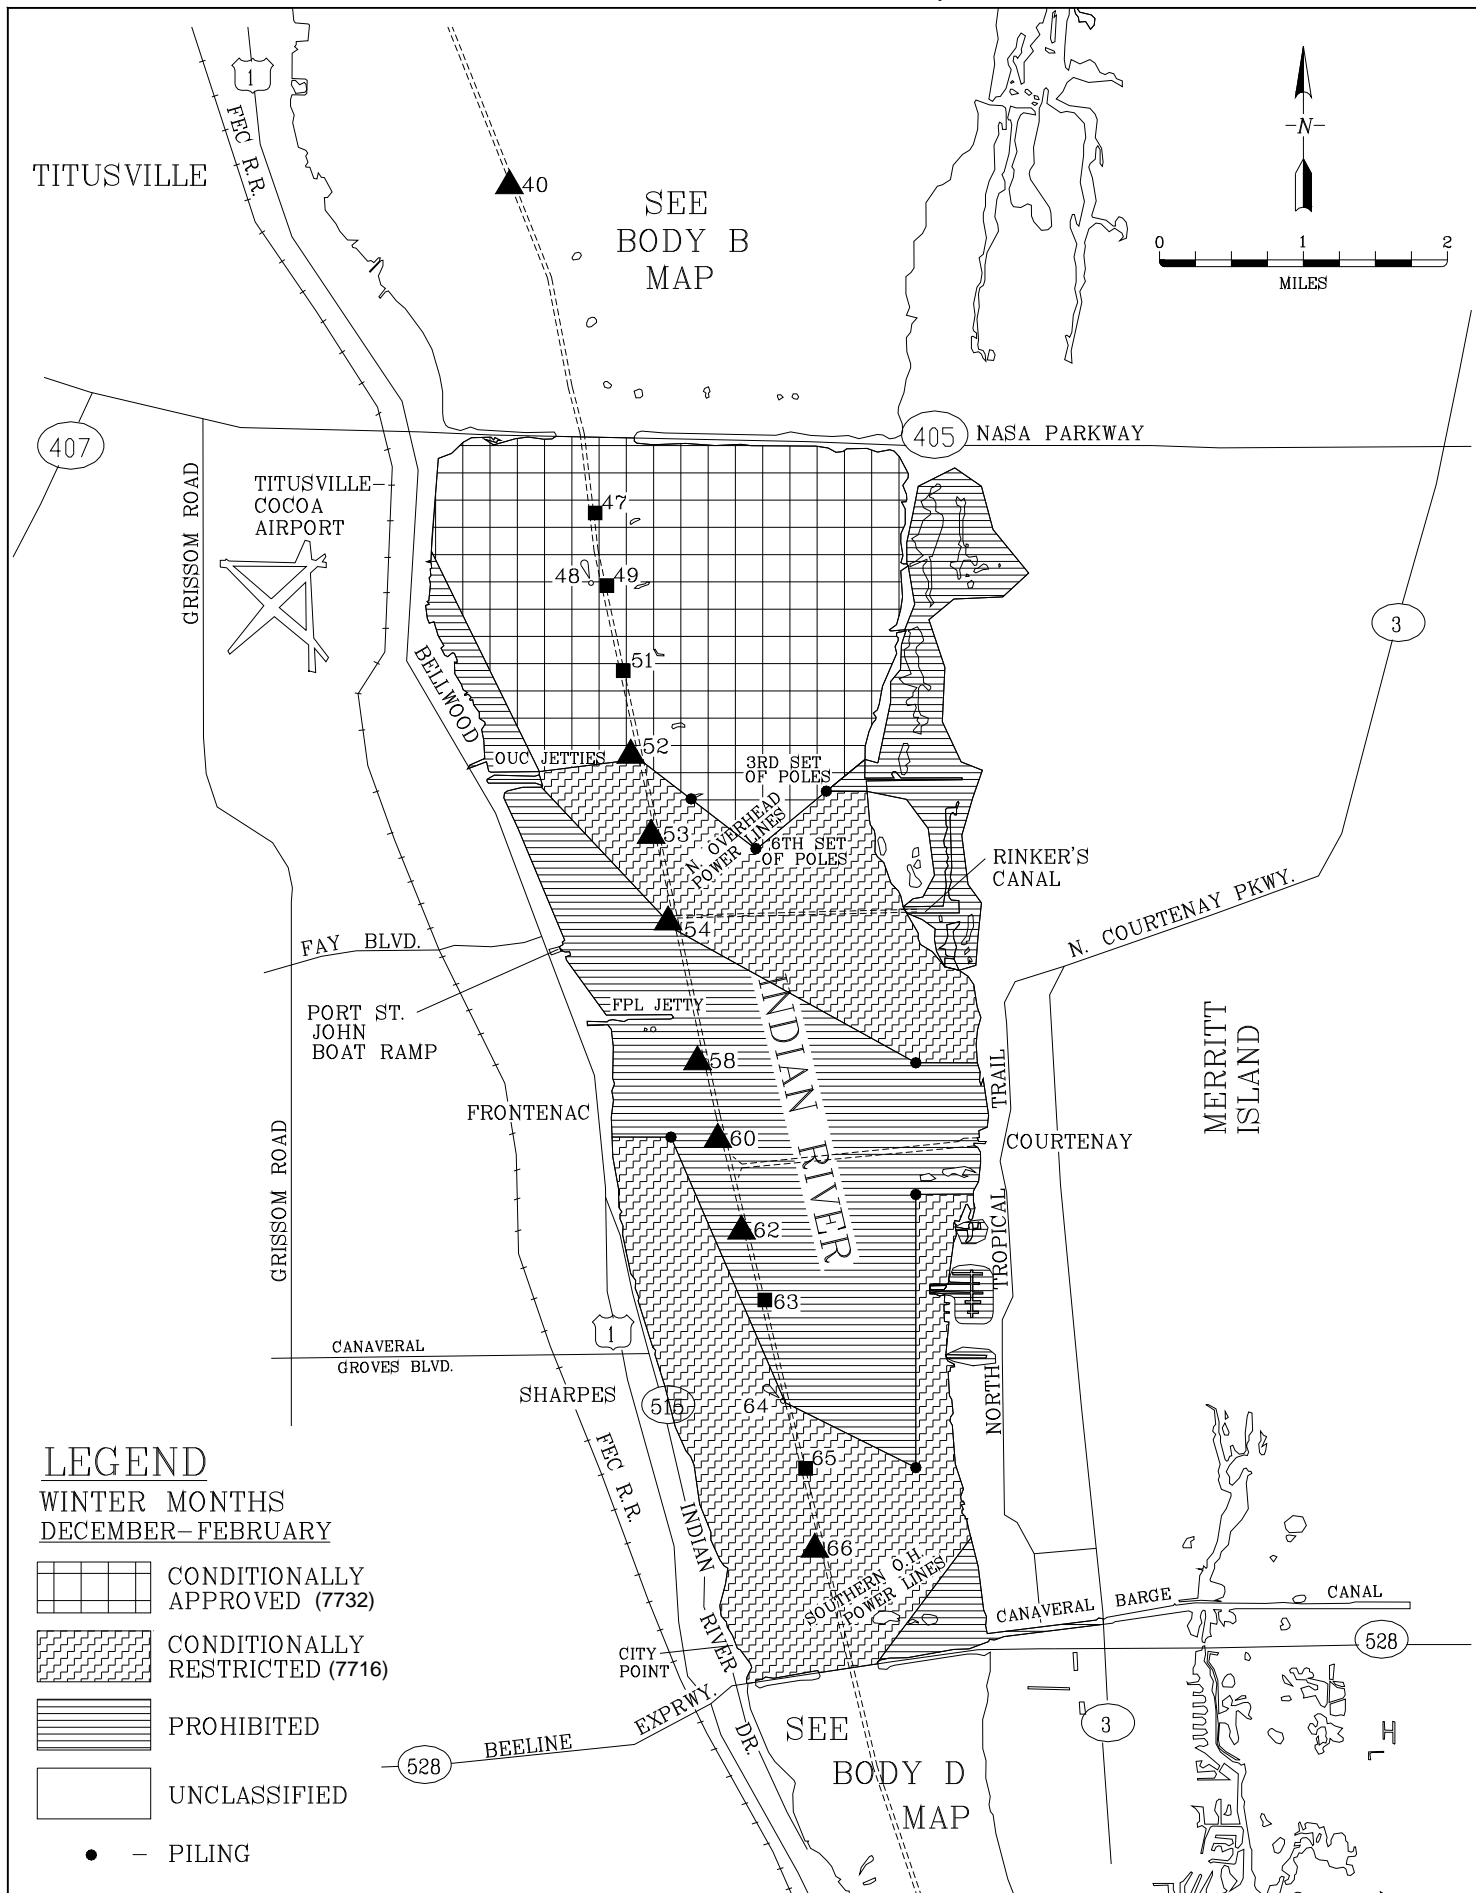 1
FEC R.R.
TITUSVILLE
40
SEE
BODY B
MAP
-N-
0 1 2
MILES
407
405
NASA PARKWAY
GRISSOM ROAD
TITUSVILLE-
COCOA
AIRPORT
47
48
49
3
BELLWOOD
51
52
OUC JETTIES
3RD SET
OF POLES
53
N. OVERHEAD
POWER LINES
6TH SET
OF POLES
RINKER'S
CANAL
54
FAY BLVD.
N. COURTENAY PKWY.
PORT ST.
JOHN
BOAT RAMP
FPL JETTY
INDIAN RIVER
MERRITT
ISLAND
58
FRONTENAC
60
COURTENAY
GRISSOM ROAD
62
NORTH TROPICAL TRAIL
63
1
CANAVERAL
GROVES BLVD.
SHARPES
515
64
FEC R.R.
65
INDIAN RIVER DR.
66
SOUTHERN O.H.
POWER LINES
CANAVERAL BARGE CANAL
528
CITY
POINT
BEELINE EXPRWY.
528
3
SEE
BODY D
MAP
LEGEND
WINTER MONTHS
DECEMBER-FEBRUARY
CONDITIONALLY
APPROVED (7732)
CONDITIONALLY
RESTRICTED (7716)
PROHIBITED
UNCLASSIFIED
- PILING